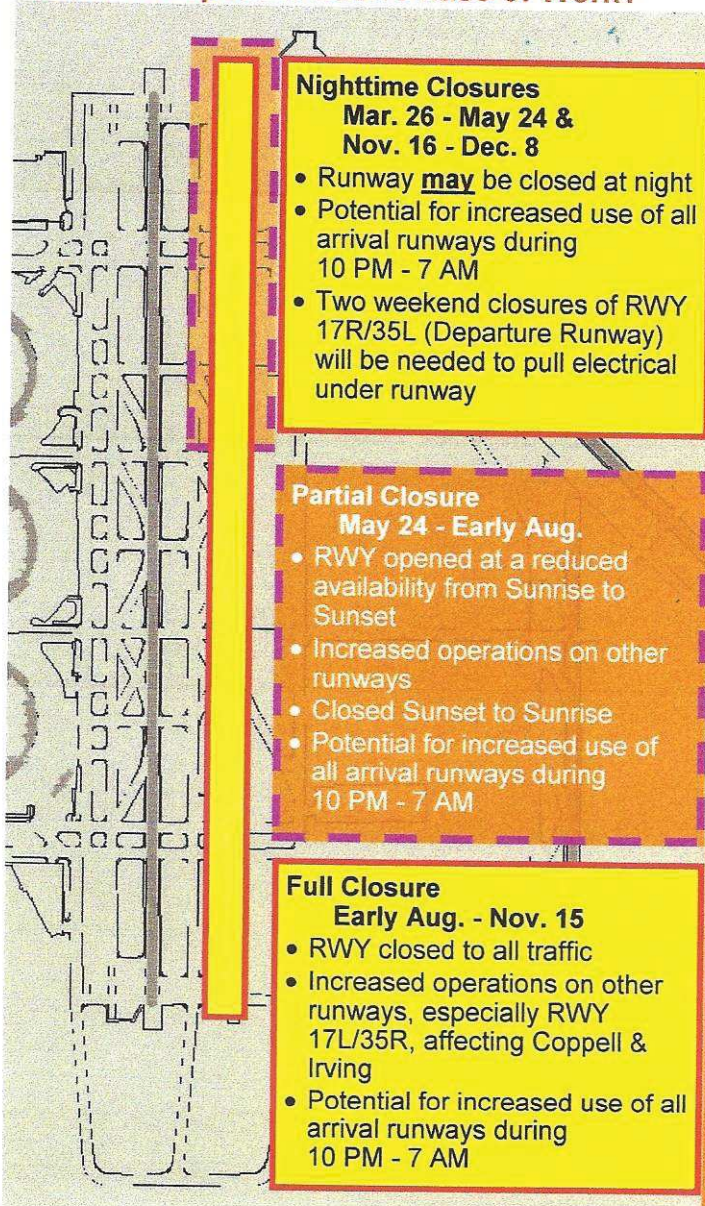 Nighttime Closures
Mar. 26 - May 24 &
Nov. 16 - Dec. 8
• Runway may be closed at night
• Potential for increased use of all
arrival runways during
10 PM - 7 AM
• Two weekend closures of RWY
17R/35L (Departure Runway)
will be needed to pull electrical
under runway
Partial Closure
May 24 - Early Aug.
• RWY opened at a reduced
availability from Sunrise to
Sunset
• Increased operations on other
runways
• Closed Sunset to Sunrise
• Potential for increased use of
all arrival runways during
10 PM - 7 AM
Full Closure
Early Aug. - Nov. 15
• RWY closed to all traffic
• Increased operations on other
runways, especially RWY
17L/35R, affecting Coppell &
Irving
• Potential for increased use of all
arrival runways during
10 PM - 7 AM